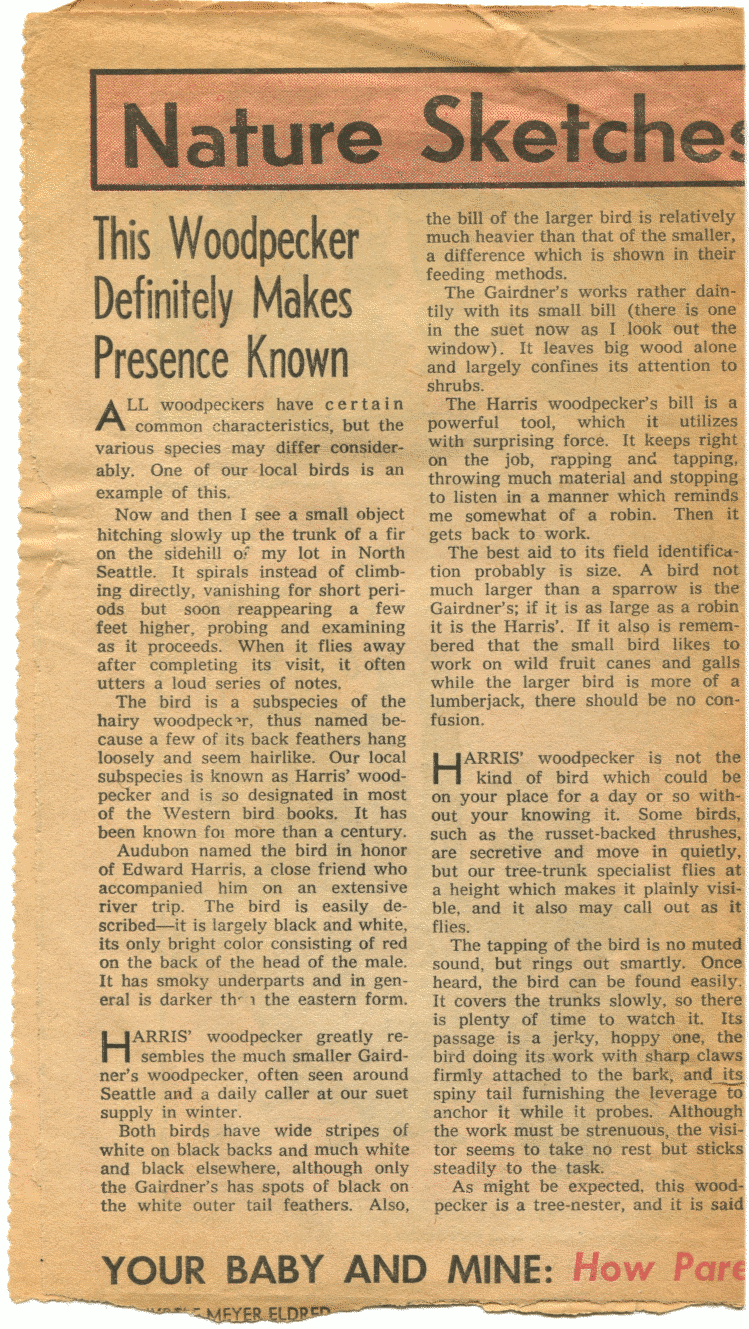 Nature Sketches
This Woodpecker
Definitely Makes
Presence Known
ALL woodpeckers have certain
common characteristics, but the
various species may differ consider-
ably. One of our local birds is an
example of this.
Now and then I see a small object
hitching slowly up the trunk of a fir
on the sidehill of my lot in North
Seattle. It spirals instead of climb-
ing directly, vanishing for short peri-
ods but soon reappearing a few
feet higher, probing and examining
as it proceeds. When it flies away
after completing its visit, it often
utters a loud series of notes.
The bird is a subspecies of the
hairy woodpecker, thus named be-
cause a few of its back feathers hang
loosely and seem hairlike. Our local
subspecies is known as Harris' wood-
pecker and is so designated in most
of the Western bird books. It has
been known for more than a century.
Audubon named the bird in honor
of Edward Harris, a close friend who
accompanied him on an extensive
river trip. The bird is easily de-
scribed—it is largely black and white,
its only bright color consisting of red
on the back of the head of the male.
It has smoky underparts and in gen-
eral is darker than the eastern form.
HARRIS' woodpecker greatly re-
sembles the much smaller Gaird-
ner's woodpecker, often seen around
Seattle and a daily caller at our suet
supply in winter.
Both birds have wide stripes of
white on black backs and much white
and black elsewhere, although only
the Gairdner's has spots of black on
the white outer tail feathers. Also,
the bill of the larger bird is relatively
much heavier than that of the smaller,
a difference which is shown in their
feeding methods.
The Gairdner's works rather dain-
tily with its small bill (there is one
in the suet now as I look out the
window). It leaves big wood alone
and largely confines its attention to
shrubs.
The Harris woodpecker's bill is a
powerful tool, which it utilizes
with surprising force. It keeps right
on the job, rapping and tapping,
throwing much material and stopping
to listen in a manner which reminds
me somewhat of a robin. Then it
gets back to work.
The best aid to its field identifica-
tion probably is size. A bird not
much larger than a sparrow is the
Gairdner's; if it is as large as a robin
it is the Harris'. If it also is remem-
bered that the small bird likes to
work on wild fruit canes and galls
while the larger bird is more of a
lumberjack, there should be no con-
fusion.
HARRIS' woodpecker is not the
kind of bird which could be
on your place for a day or so with-
out your knowing it. Some birds,
such as the russet-backed thrushes,
are secretive and move in quietly,
but our tree-trunk specialist flies at
a height which makes it plainly visi-
ble, and it also may call out as it
flies.
The tapping of the bird is no muted
sound, but rings out smartly. Once
heard, the bird can be found easily.
It covers the trunks slowly, so there
is plenty of time to watch it. Its
passage is a jerky, hoppy one, the
bird doing its work with sharp claws
firmly attached to the bark, and its
spiny tail furnishing the leverage to
anchor it while it probes. Although
the work must be strenuous, the visi-
tor seems to take no rest but sticks
steadily to the task.
As might be expected, this wood-
pecker is a tree-nester, and it is said
YOUR BABY AND MINE: How Pare
MEYER ELDRED